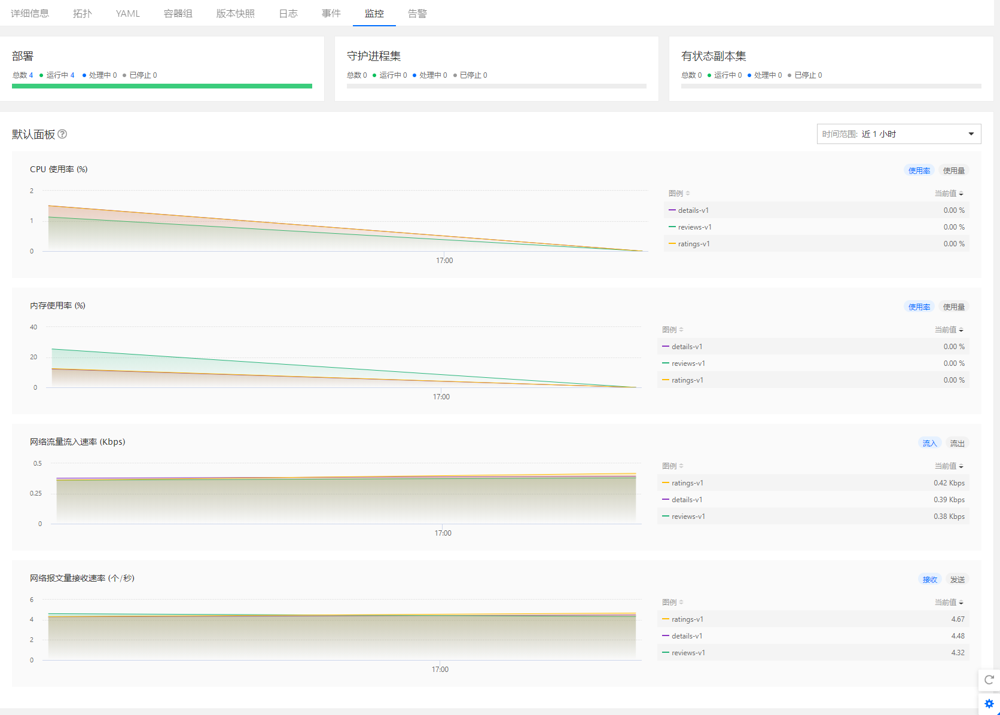 详细信息 拓扑 YAML 容器组 版本快照 日志 事件 监控 告警
部署 守护进程集 有状态副本集
总数 4 运行中 4 处理中 0 已停止 0 总数 0 运行中 0 处理中 0 已停止 0 总数 0 运行中 0 处理中 0 已停止 0
默认面板 时间范围: 近 1 小时
CPU 使用率 (%) 使用率 使用量
2 图例 当前值
details-v1 0.00 %
1 reviews-v1 0.00 %
ratings-v1 0.00 %
0
17:00
内存使用率 (%) 使用率 使用量
40 图例 当前值
details-v1 0.00 %
20 reviews-v1 0.00 %
ratings-v1 0.00 %
0
17:00
网络流量流入速率 (Kbps) 流入 流出
0.5 图例 当前值
ratings-v1 0.42 Kbps
0.25 details-v1 0.39 Kbps
reviews-v1 0.38 Kbps
0
17:00
网络报文量接收速率 (个/秒) 接收 发送
6 图例 当前值
4 ratings-v1 4.67
details-v1 4.48
2 reviews-v1 4.32
0
17:00